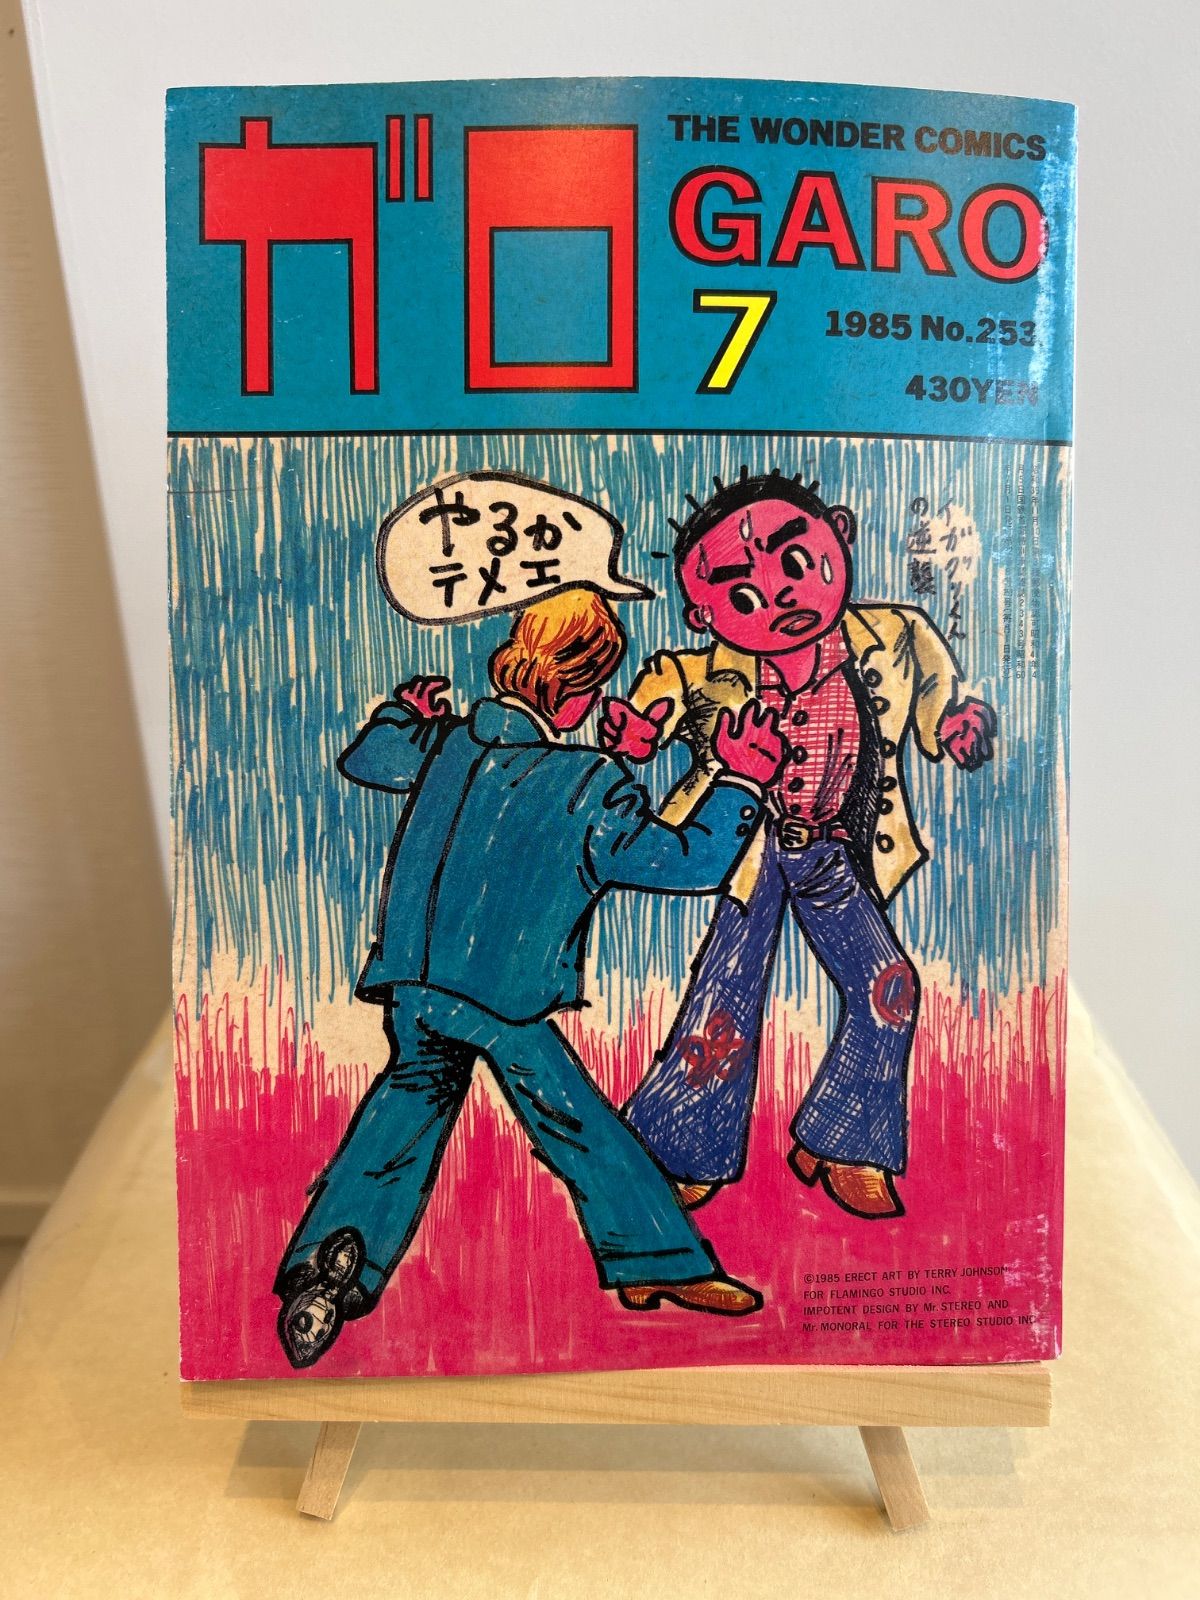 ガロ
THE WONDER COMICS
GARO
7
1985 No.253
430YEN
やるか
テメエ
イガグリくん
の逆襲
©1985 ERECT ART BY TERRY JOHNSON
FOR FLAMINGO STUDIO INC.
IMPOTENT DESIGN BY Mr. STEREO AND
Mr. MONORAL FOR THE STEREO STUDIO INC